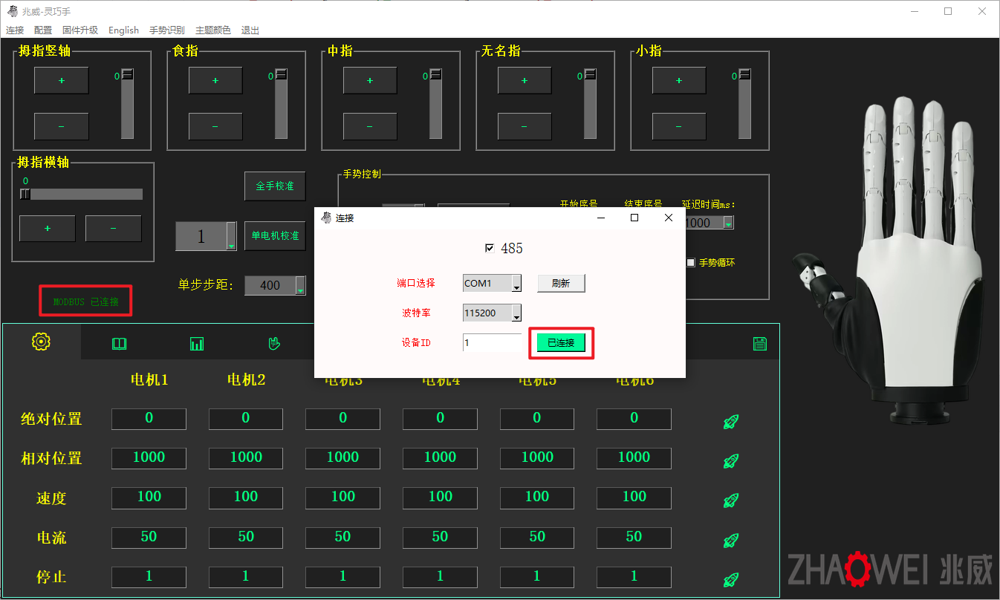 兆威-灵巧手
连接 配置 固件升级 English 手势识别 主题颜色 退出
拇指竖轴 食指 中指 无名指 小指
+ 0 + 0 + 0 + 0 + 0
- - - - -
拇指横轴
0
+ -
全手校准
1 单电机校准
单步步距: 400
MODBUS 已连接
手势控制
开始序号 结束序号 延迟时间ms:
1000
手势循环
连接
485
端口选择 COM1 刷新
波特率 115200
设备ID 1 已连接
电机1 电机2 电机3 电机4 电机5 电机6
绝对位置 0 0 0 0 0 0
相对位置 1000 1000 1000 1000 1000 1000
速度 100 100 100 100 100 100
电流 50 50 50 50 50 50
停止 1 1 1 1 1 1
ZHAOWEI 兆威